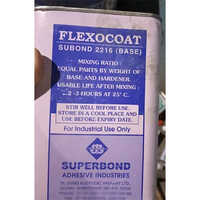 FLEXOCOAT
SUBOND 2216 (BASE)
MIXING RATIO:
EQUAL PARTS BY WEIGHT OF
BASE AND HARDENER.
USABLE LIFE AFTER MIXING
2-3 HOURS AT 25° C.
STIR WELL BEFORE USE.
STORE IN A COOL PLACE AND
USE BEFORE EXPIRY DATE.
For Industrial Use Only
SUPERBOND
ADHESIVE INDUSTRIES